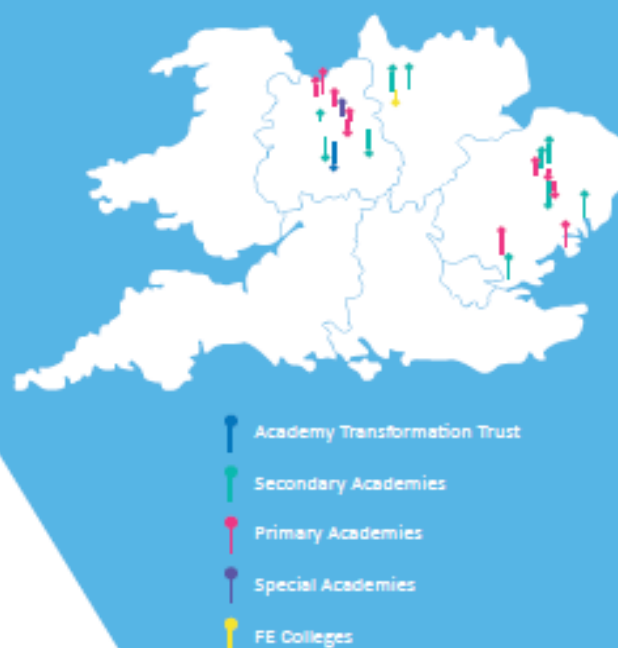 Academy Transformation Trust
Secondary Academies
Primary Academies
Special Academies
FE Colleges